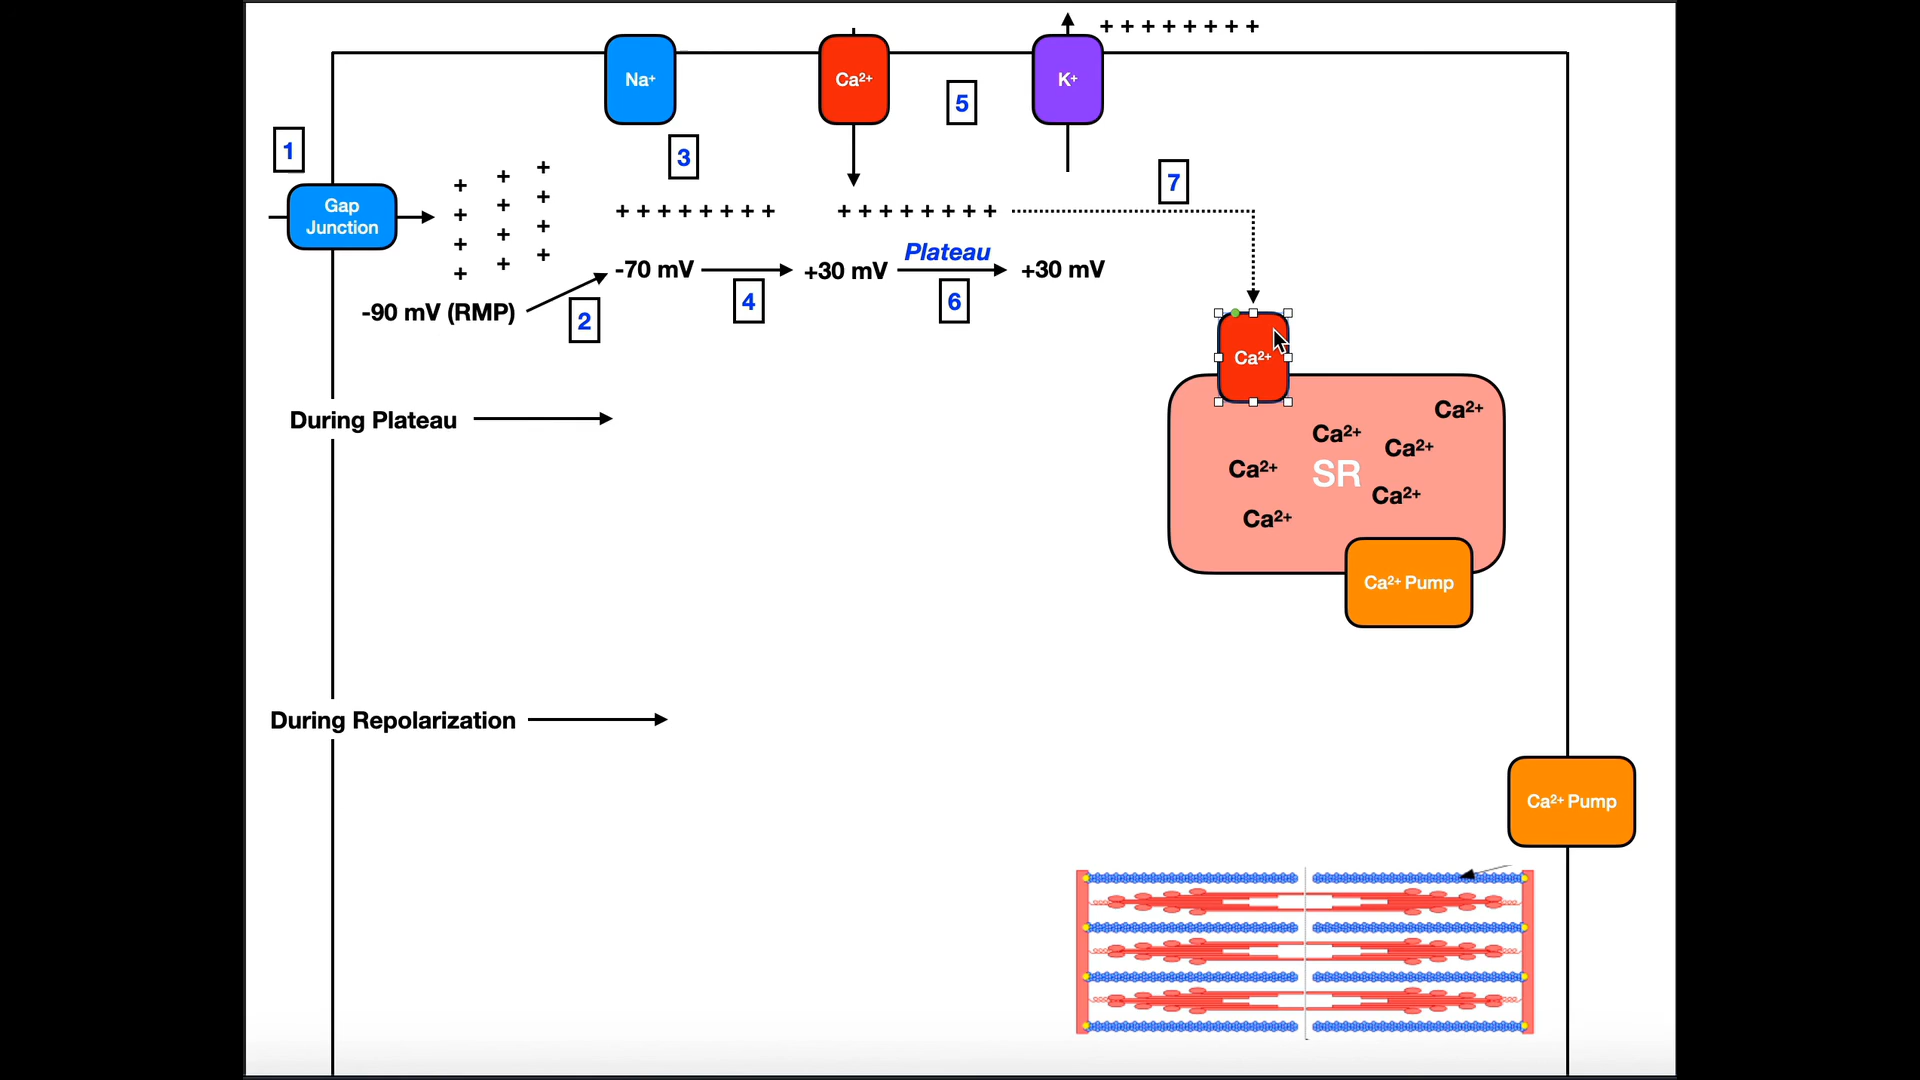 + + + + + + + +
Na⁺
Ca²⁺
K⁺
5
1
3
7
Gap
Junction
+ + +
+ + +
+ + +
+ + +
+ + + + + + + +
+ + + + + + + +
Plateau
-70 mV
+30 mV
+30 mV
4
6
-90 mV (RMP)
2
Ca²⁺
During Plateau
Ca²⁺
Ca²⁺
Ca²⁺
Ca²⁺
SR
Ca²⁺
Ca²⁺
Ca²⁺ Pump
During Repolarization
Ca²⁺ Pump